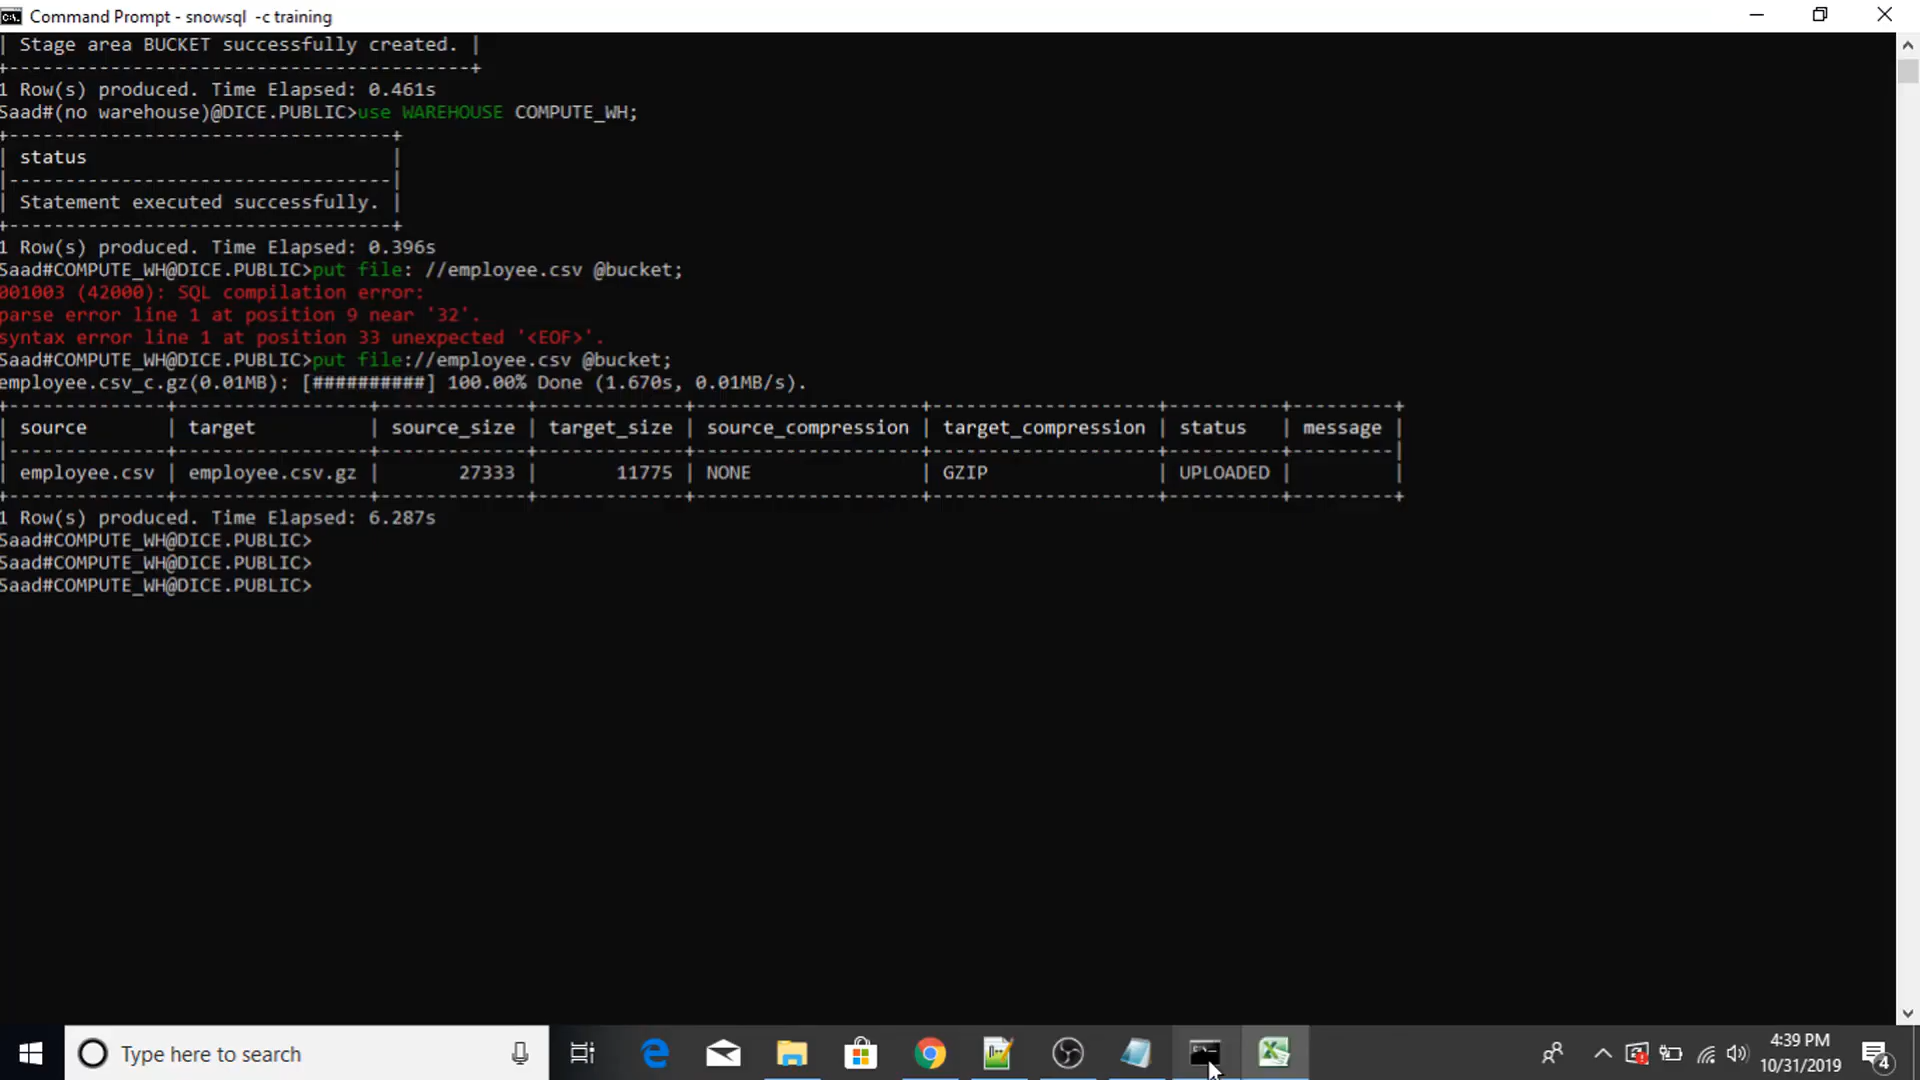 Command Prompt - snowsql  -c training
| Stage area BUCKET successfully created. |
+-----------------------------------------+
1 Row(s) produced. Time Elapsed: 0.461s
Saad#(no warehouse)@DICE.PUBLIC>use WAREHOUSE COMPUTE_WH;
+----------------------------------+
| status                           |
|----------------------------------|
| Statement executed successfully. |
+----------------------------------+
1 Row(s) produced. Time Elapsed: 0.396s
Saad#COMPUTE_WH@DICE.PUBLIC>put file: //employee.csv @bucket;
001003 (42000): SQL compilation error:
parse error line 1 at position 9 near '32'.
syntax error line 1 at position 33 unexpected '<EOF>'.
Saad#COMPUTE_WH@DICE.PUBLIC>put file://employee.csv @bucket;
employee.csv_c.gz(0.01MB): [##########] 100.00% Done (1.670s, 0.01MB/s).
+--------------+-----------------+-------------+-------------+--------------------+--------------------+----------+---------+
| source       | target          | source_size | target_size | source_compression | target_compression | status   | message |
|--------------+-----------------+-------------+-------------+--------------------+--------------------+----------+---------|
| employee.csv | employee.csv.gz |       27333 |       11775 | NONE               | GZIP               | UPLOADED |         |
+--------------+-----------------+-------------+-------------+--------------------+--------------------+----------+---------+
1 Row(s) produced. Time Elapsed: 6.287s
Saad#COMPUTE_WH@DICE.PUBLIC>
Saad#COMPUTE_WH@DICE.PUBLIC>
Saad#COMPUTE_WH@DICE.PUBLIC>
Type here to search
4:39 PM
10/31/2019
4